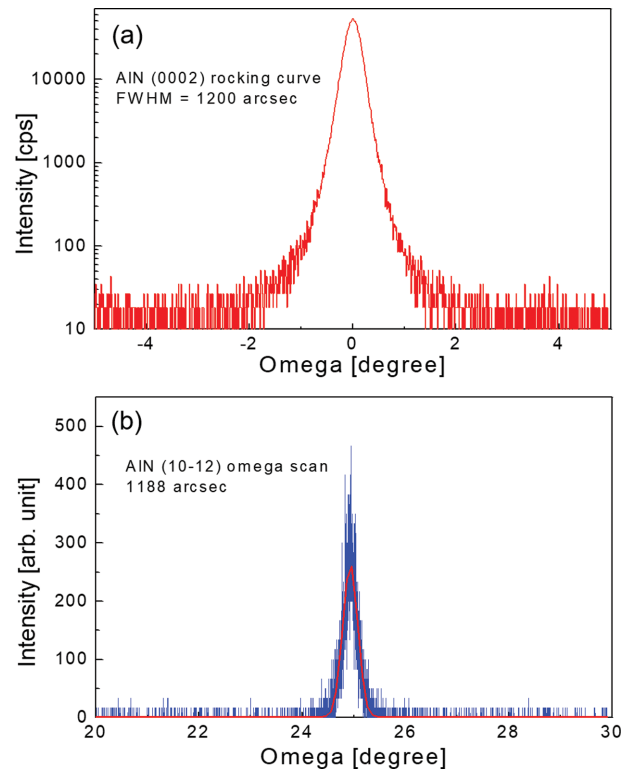 (a)
AlN (0002) rocking curve
FWHM = 1200 arcsec
Intensity [cps]
10000
1000
100
10
-4 -2 0 2 4
Omega [degree]
(b)
AlN (10-12) omega scan
1188 arcsec
Intensity [arb. unit]
500
400
300
200
100
0
20 22 24 26 28 30
Omega [degree]